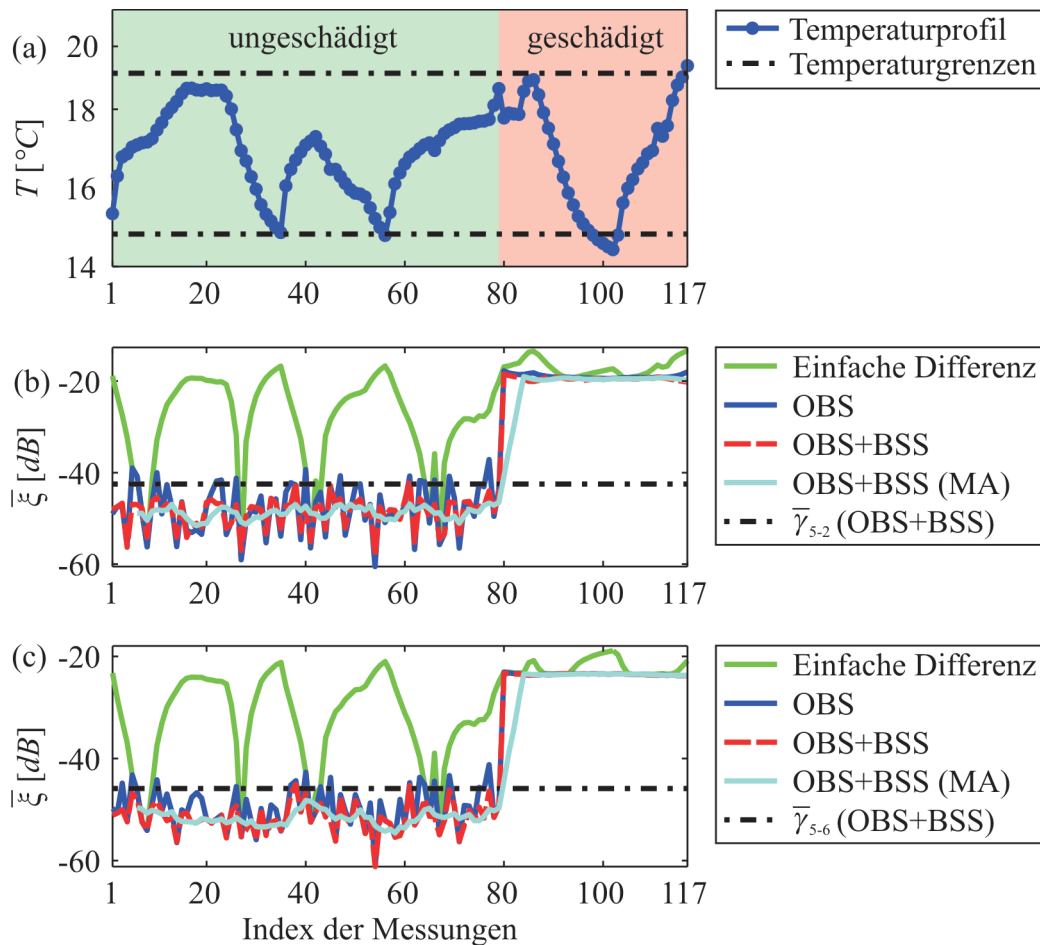 (a)
ungeschädigt
geschädigt
T [°C]
20
18
16
14
1 20 40 60 80 100 117
Temperaturprofil
Temperaturgrenzen
(b)
ξ̅ [dB]
-20
-40
-60
1 20 40 60 80 100 117
Einfache Differenz
OBS
OBS+BSS
OBS+BSS (MA)
γ̅₅₋₂ (OBS+BSS)
(c)
ξ̅ [dB]
-20
-40
-60
1 20 40 60 80 100 117
Index der Messungen
Einfache Differenz
OBS
OBS+BSS
OBS+BSS (MA)
γ̅₅₋₆ (OBS+BSS)